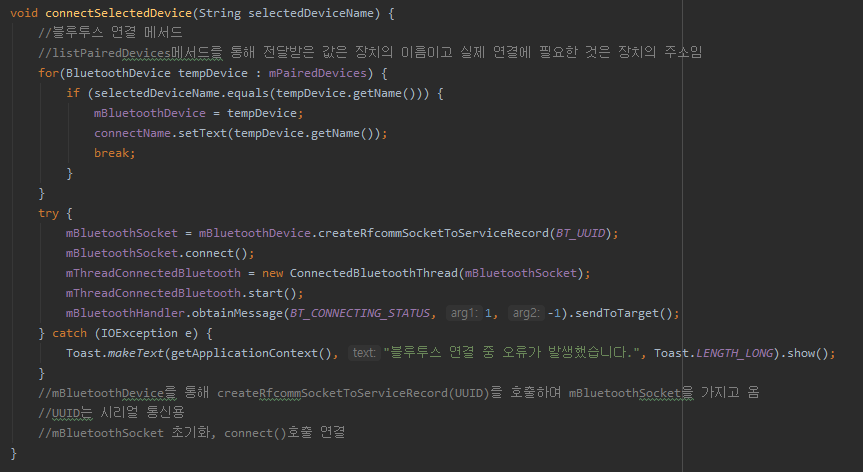 void connectSelectedDevice(String selectedDeviceName) {
//블루투스 연결 메서드
//listPairedDevices메서드를 통해 전달받은 값은 장치의 이름이고 실제 연결에 필요한 것은 장치의 주소임
for(BluetoothDevice tempDevice : mPairedDevices) {
if (selectedDeviceName.equals(tempDevice.getName())) {
mBluetoothDevice = tempDevice;
connectName.setText(tempDevice.getName());
break;
}
}
try {
mBluetoothSocket = mBluetoothDevice.createRfcommSocketToServiceRecord(BT_UUID);
mBluetoothSocket.connect();
mThreadConnectedBluetooth = new ConnectedBluetoothThread(mBluetoothSocket);
mThreadConnectedBluetooth.start();
mBluetoothHandler.obtainMessage(BT_CONNECTING_STATUS, arg1: 1, arg2: -1).sendToTarget();
} catch (IOException e) {
Toast.makeText(getApplicationContext(), text: "블루투스 연결 중 오류가 발생했습니다.", Toast.LENGTH_LONG).show();
}
//mBluetoothDevice를 통해 createRfcommSocketToServiceRecord(UUID)를 호출하여 mBluetoothSocket을 가지고 옴
//UUID는 시리얼 통신용
//mBluetoothSocket 초기화, connect()호출 연결
}